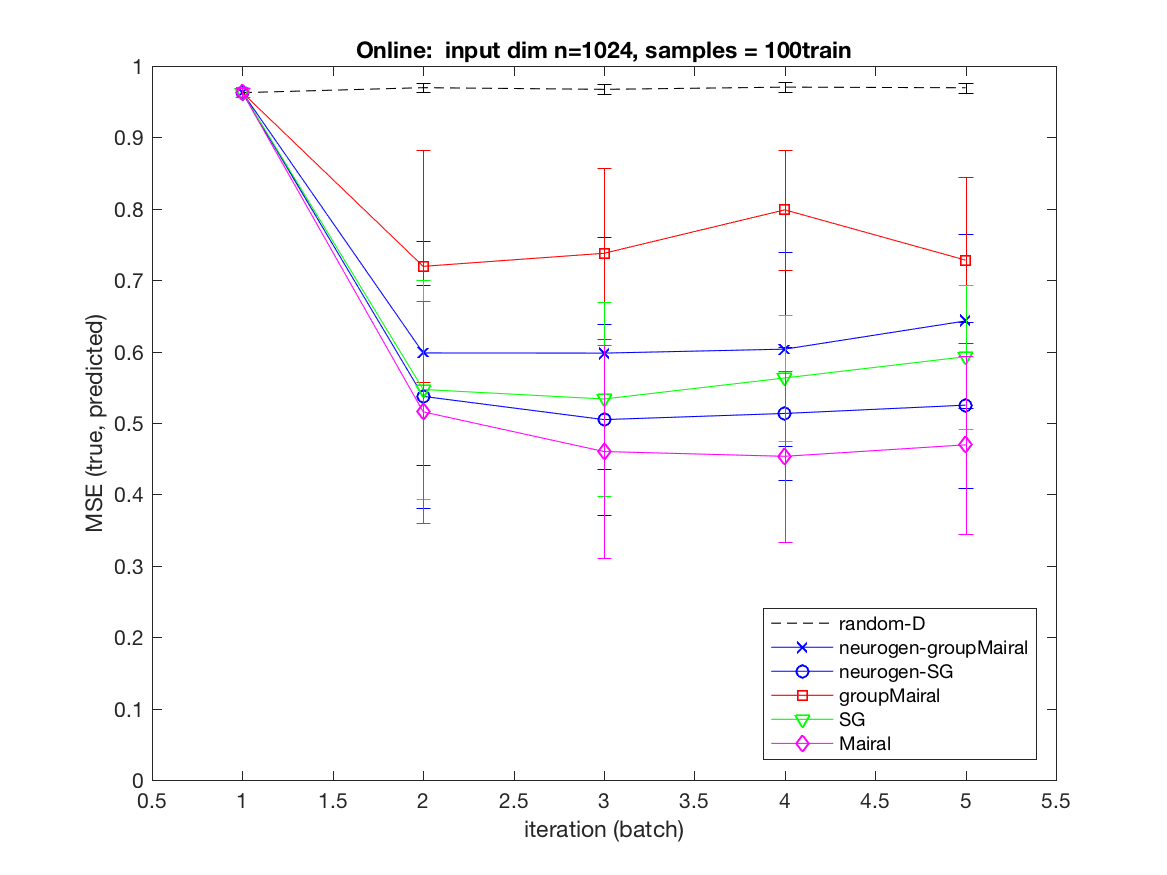 Online:  input dim n=1024, samples = 100train
MSE (true, predicted)
1
0.9
0.8
0.7
0.6
0.5
0.4
0.3
0.2
0.1
0
0.5 1 1.5 2 2.5 3 3.5 4 4.5 5 5.5
iteration (batch)
random-D
neurogen-groupMairal
neurogen-SG
groupMairal
SG
Mairal